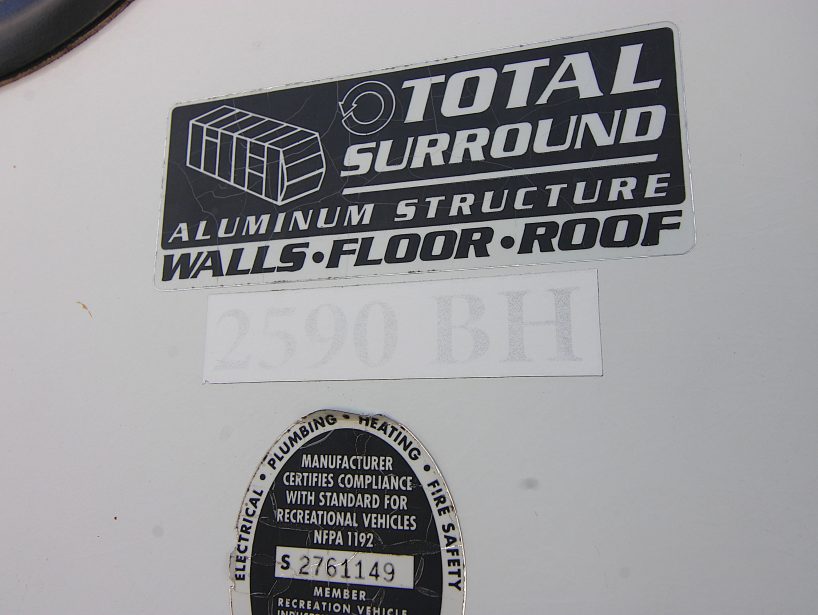 TOTAL
SURROUND
ALUMINUM STRUCTURE
WALLS•FLOOR•ROOF
2590 BH
ELECTRICAL • PLUMBING • HEATING • FIRE SAFETY
MANUFACTURER
CERTIFIES COMPLIANCE
WITH STANDARD FOR
RECREATIONAL VEHICLES
NFPA 1192
S 2761149
MEMBER
RECREATION VEHICLE